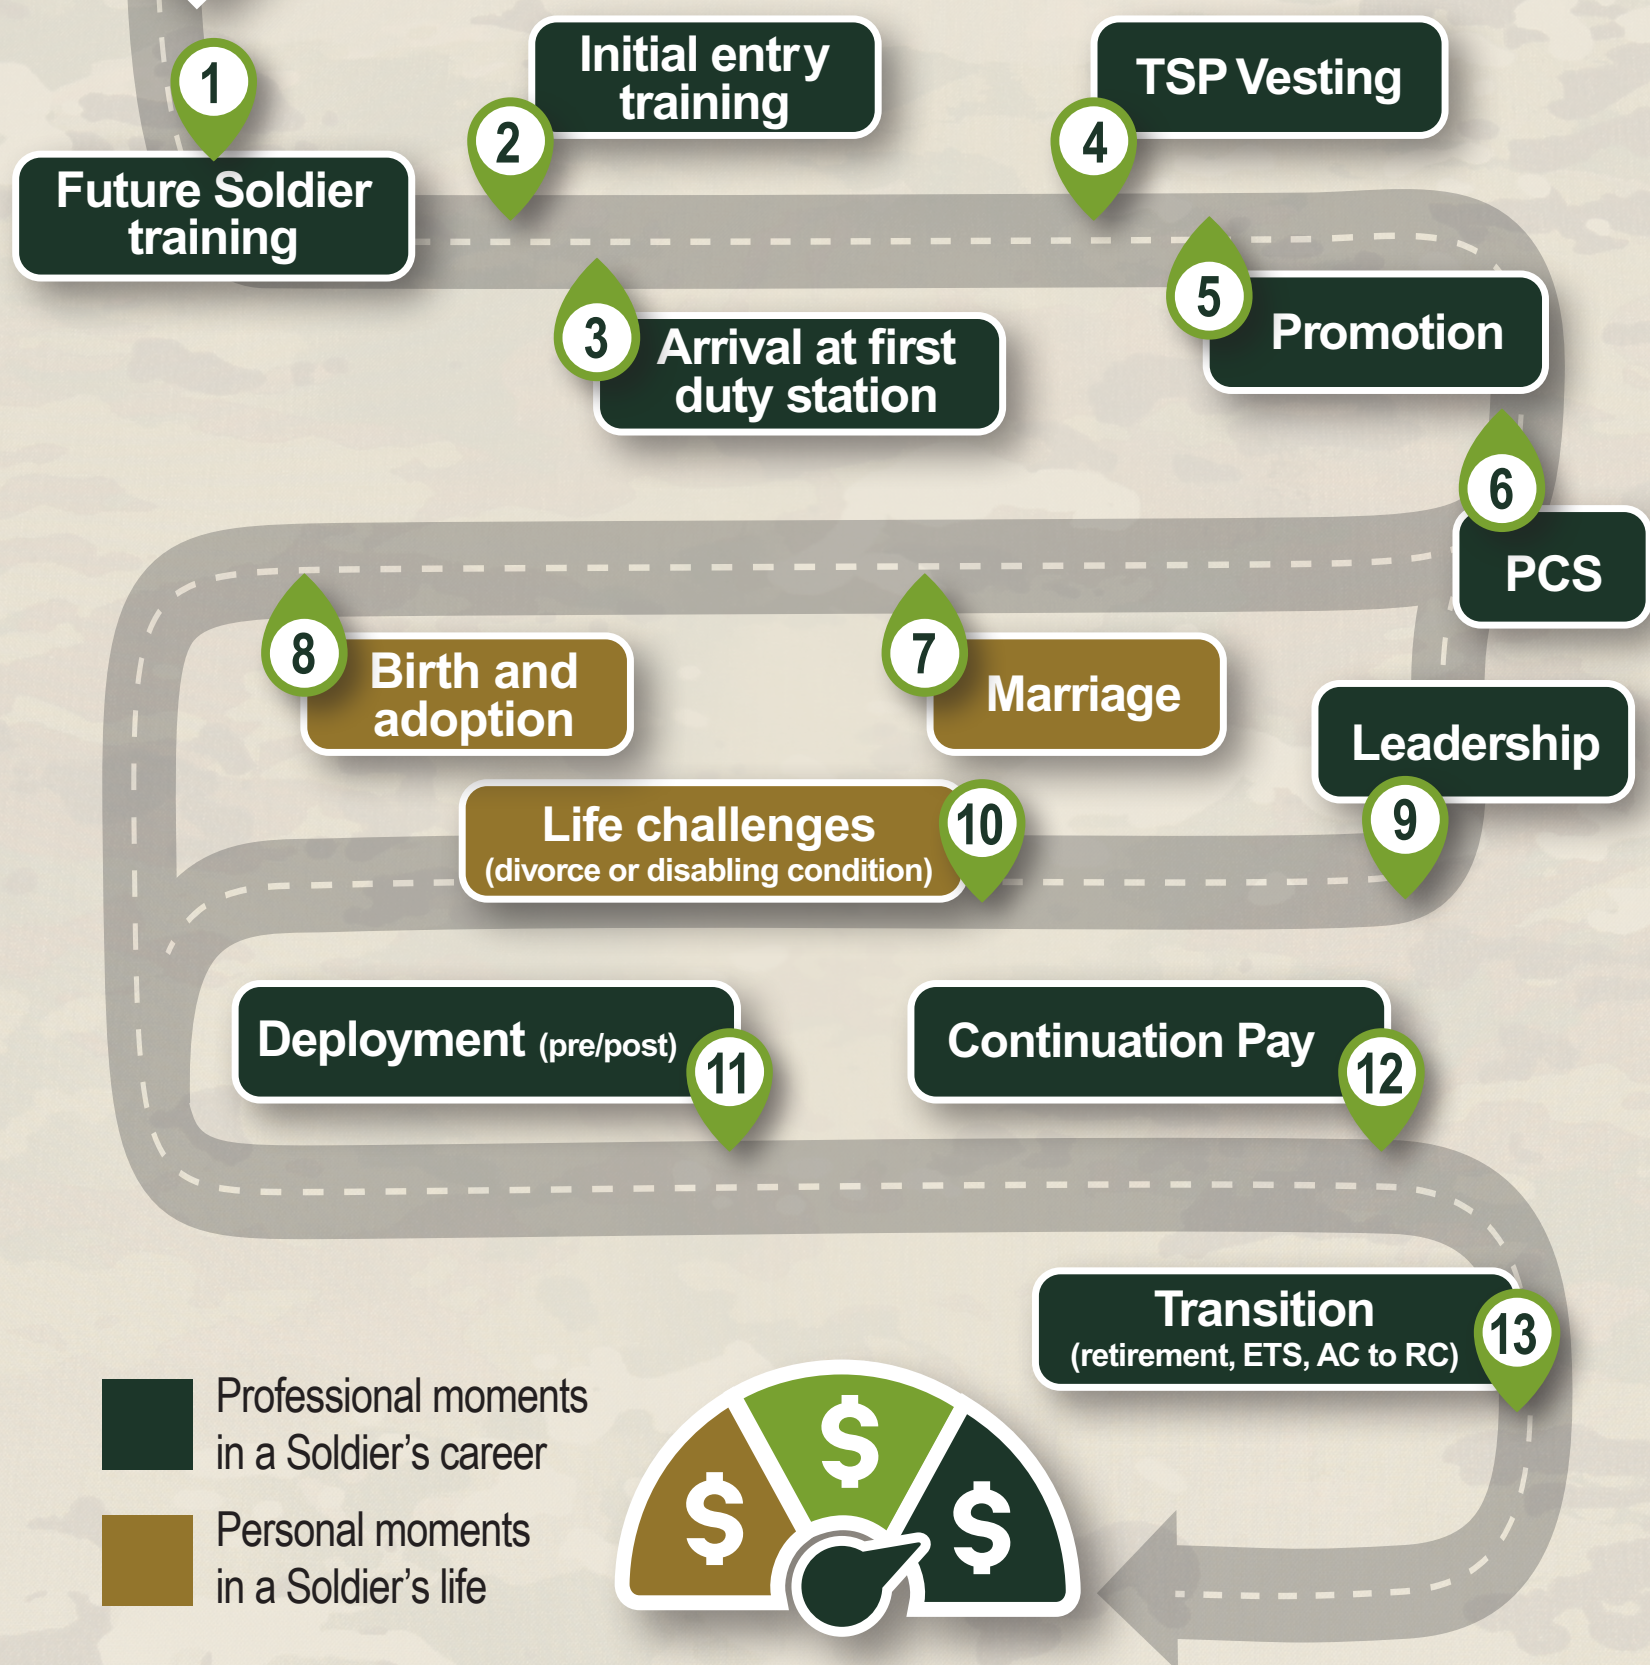 1
Future Soldier
training
2
Initial entry
training
3
Arrival at first
duty station
4
TSP Vesting
5
Promotion
6
PCS
7
Marriage
8
Birth and
adoption
9
Leadership
10
Life challenges
(divorce or disabling condition)
11
Deployment (pre/post)
12
Continuation Pay
13
Transition
(retirement, ETS, AC to RC)
Professional moments
in a Soldier’s career
Personal moments
in a Soldier’s life
$
$
$